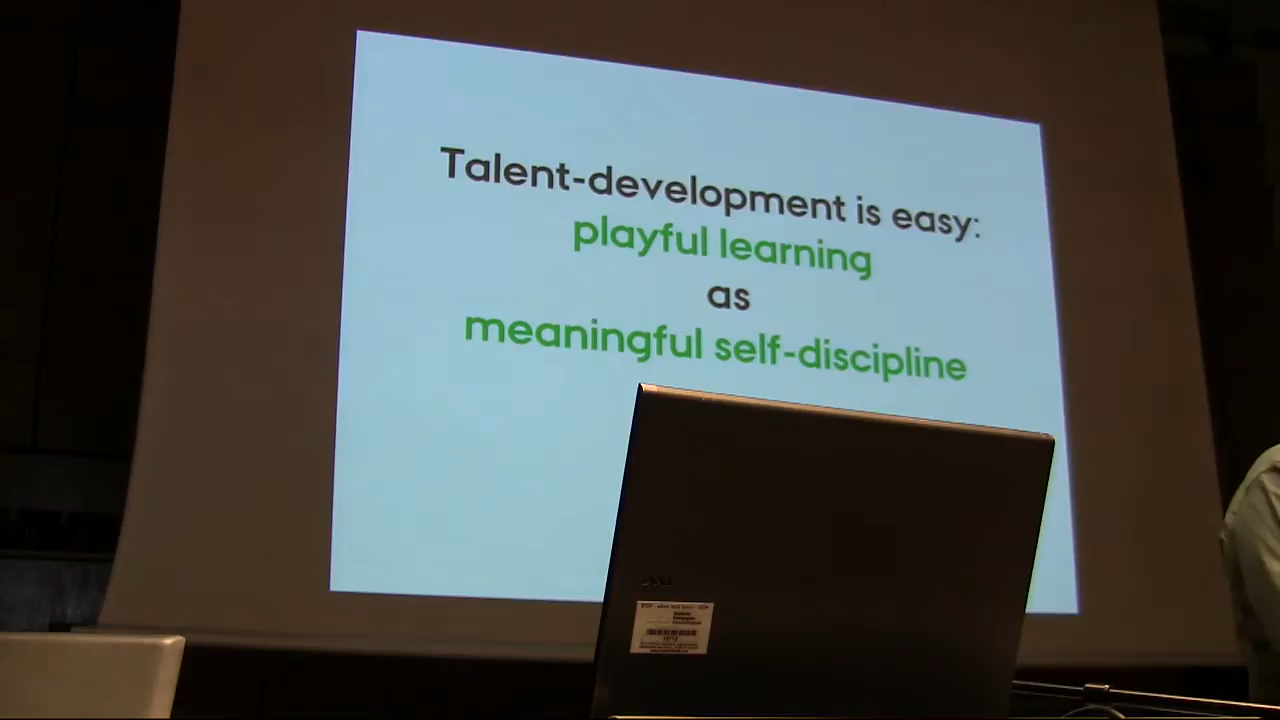 Talent-development is easy:
playful learning
as
meaningful self-discipline